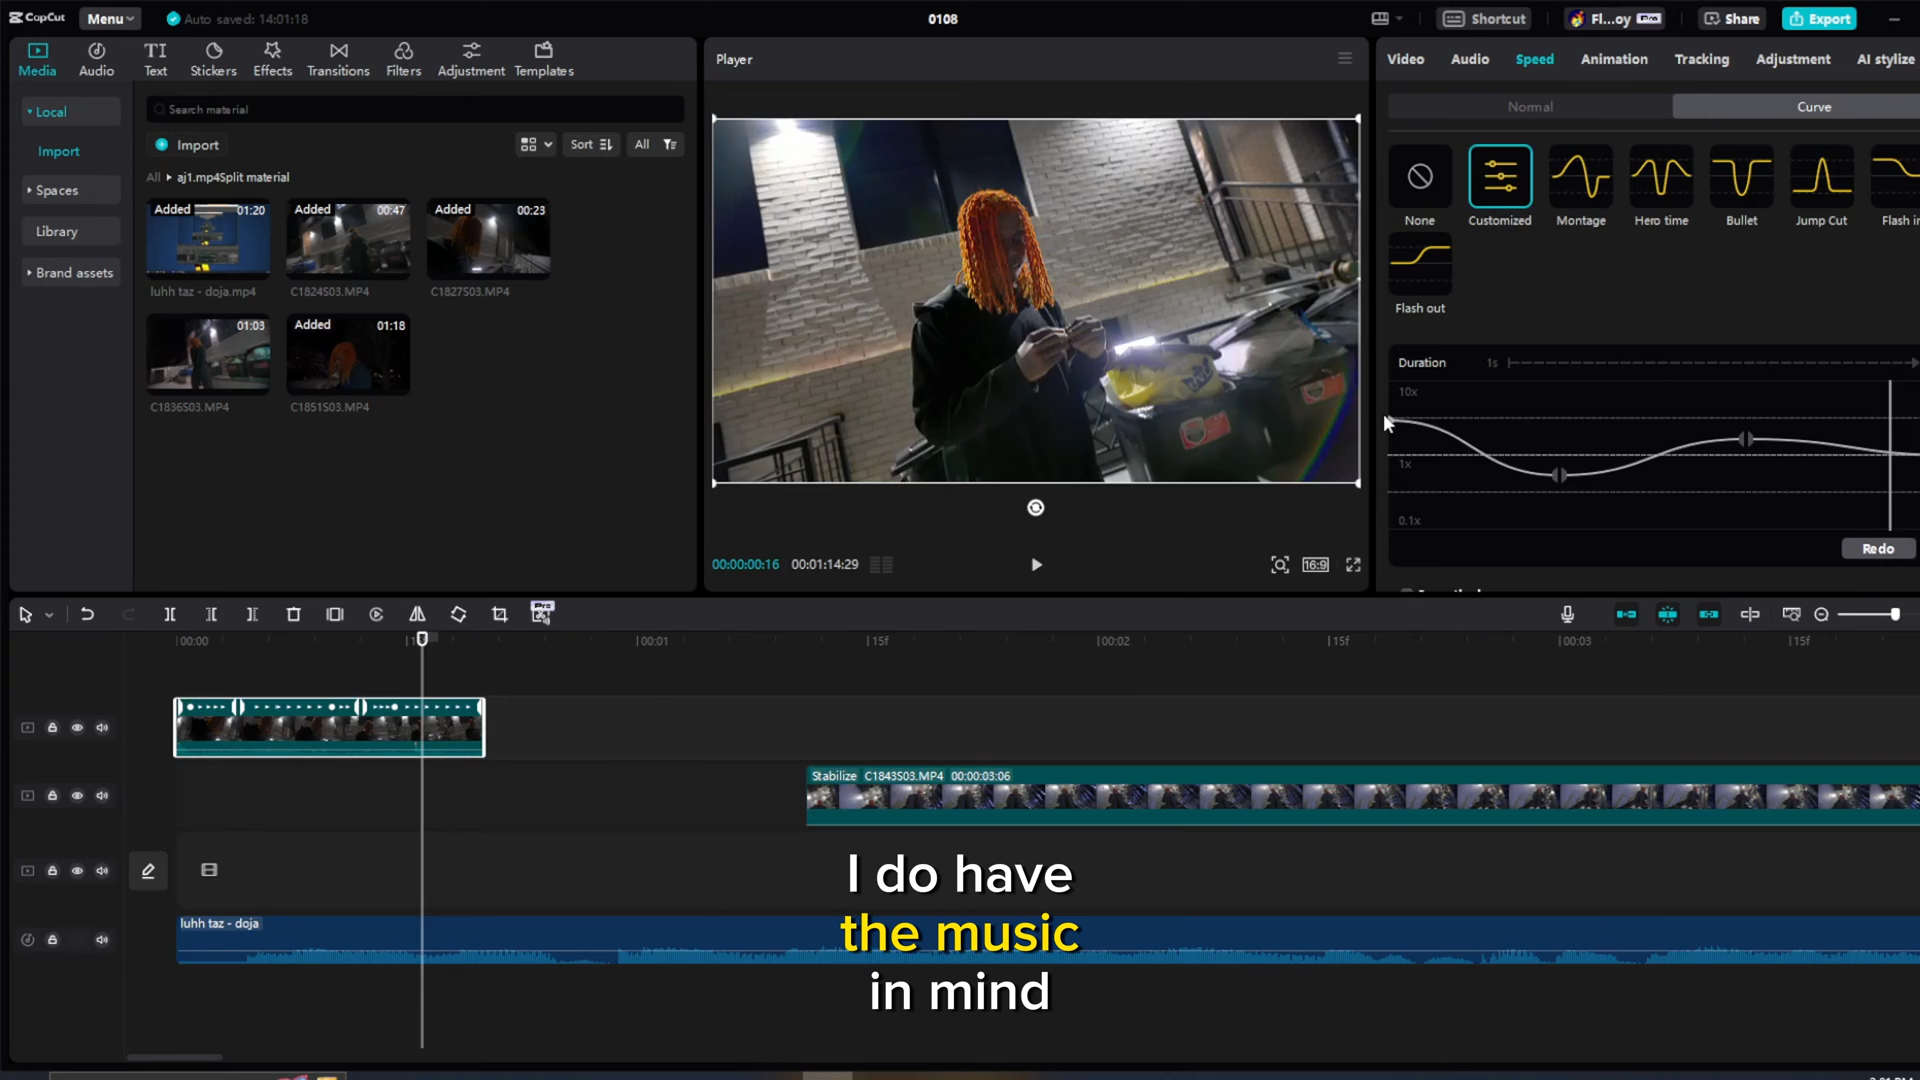 CapCut
Menu
Auto saved: 14:01:18
0108
Shortcut
Fl...oy
Pro
Share
Export
Media
Audio
Text
Stickers
Effects
Transitions
Filters
Adjustment
Templates
Local
Import
Spaces
Library
Brand assets
Search material
Import
Sort
All
All
aj1.mp4Split material
Added
01:20
luhh taz - doja.mp4
Added
00:47
C1824S03.MP4
Added
00:23
C1827S03.MP4
01:03
C1836S03.MP4
Added
01:18
C1851S03.MP4
Player
00:00:00:16
00:01:14:29
16:9
Video
Audio
Speed
Animation
Tracking
Adjustment
AI stylize
Normal
Curve
None
Customized
Montage
Hero time
Bullet
Jump Cut
Flash in
Flash out
Duration
1s
10x
1x
0.1x
Redo
Pro
00:00
00:01
15f
00:02
15f
00:03
15f
Stabilize C1843S03.MP4 00:00:03:06
luhh taz - doja
I do have
the music
in mind